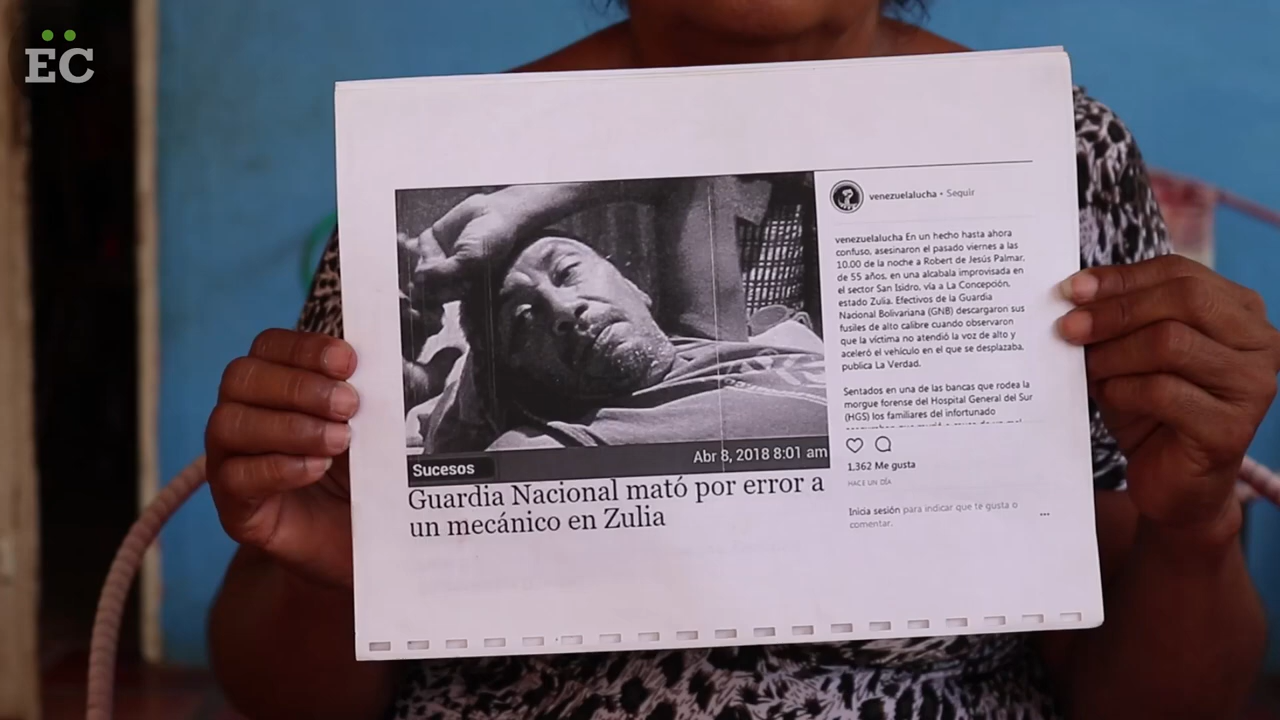 EC
venezuelalucha • Seguir
venezuelalucha En un hecho hasta ahora
confuso, asesinaron el pasado viernes a las
10.00 de la noche a Robert de Jesús Palmar,
de 55 años, en una alcabala improvisada en
el sector San Isidro, vía a La Concepción,
estado Zulia. Efectivos de la Guardia
Nacional Bolivariana (GNB) descargaron sus
fusiles de alto calibre cuando observaron
que la víctima no atendió la voz de alto y
aceleró el vehículo en el que se desplazaba,
publica La Verdad.
Sentados en una de las bancas que rodea la
morgue forense del Hospital General del Sur
(HGS) los familiares del infortunado
1.362 Me gusta
HACE UN DÍA
Inicia sesión para indicar que te gusta o
comentar.
...
Sucesos
Abr 8, 2018 8:01 am
Guardia Nacional mató por error a
un mecánico en Zulia